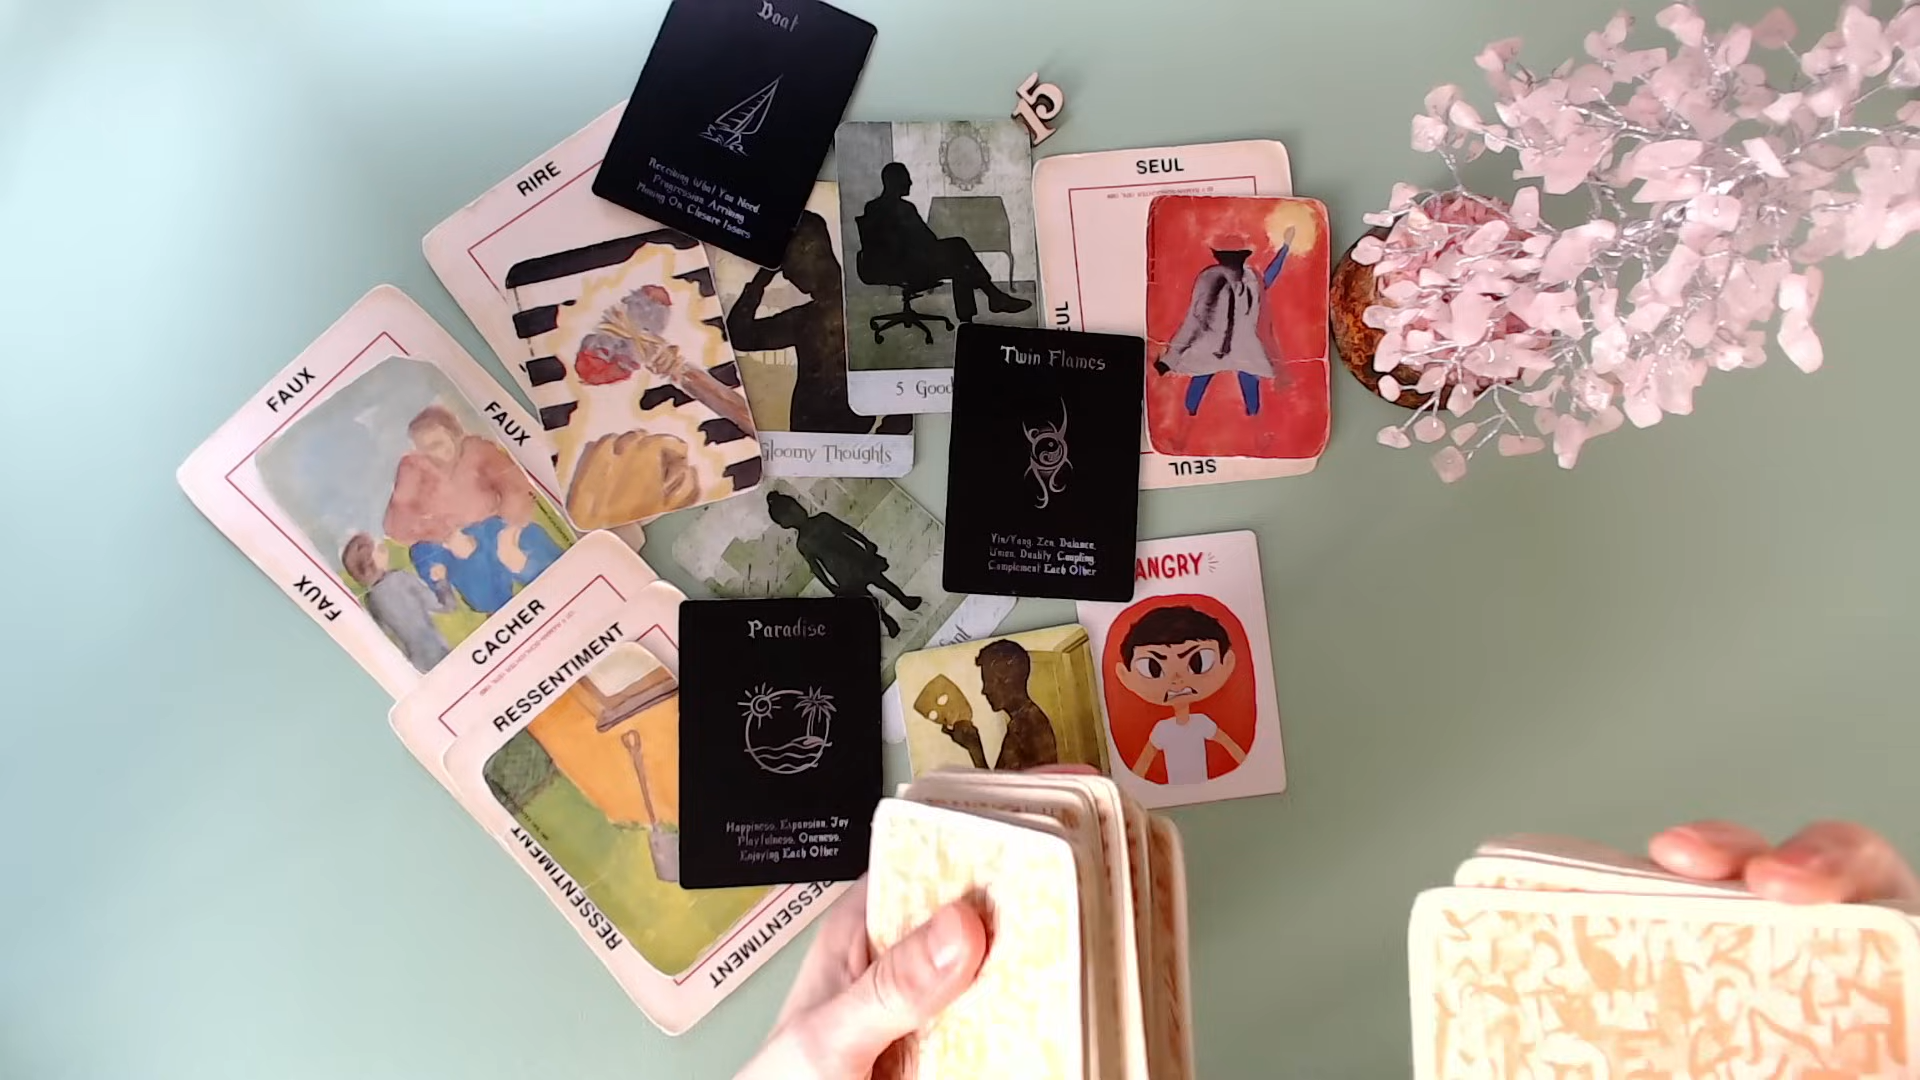 Boat
Receiving What You Need,
Progression Arriving
Moving On, Closure Issues
15
RIRE
SEUL
SEUL
5 Good
Twin Flames
Yin/Yang, Zen, Balance,
Union, Duality Coupling
Complement Each Other
Gloomy Thoughts
FAUX
FAUX
FAUX
ANGRY
CACHER
RESSENTIMENT
RESSENTIMENT
RESSENTIMENT
Paradise
Happiness, Expansion, Joy
Playfulness, Oneness,
Enjoying Each Other